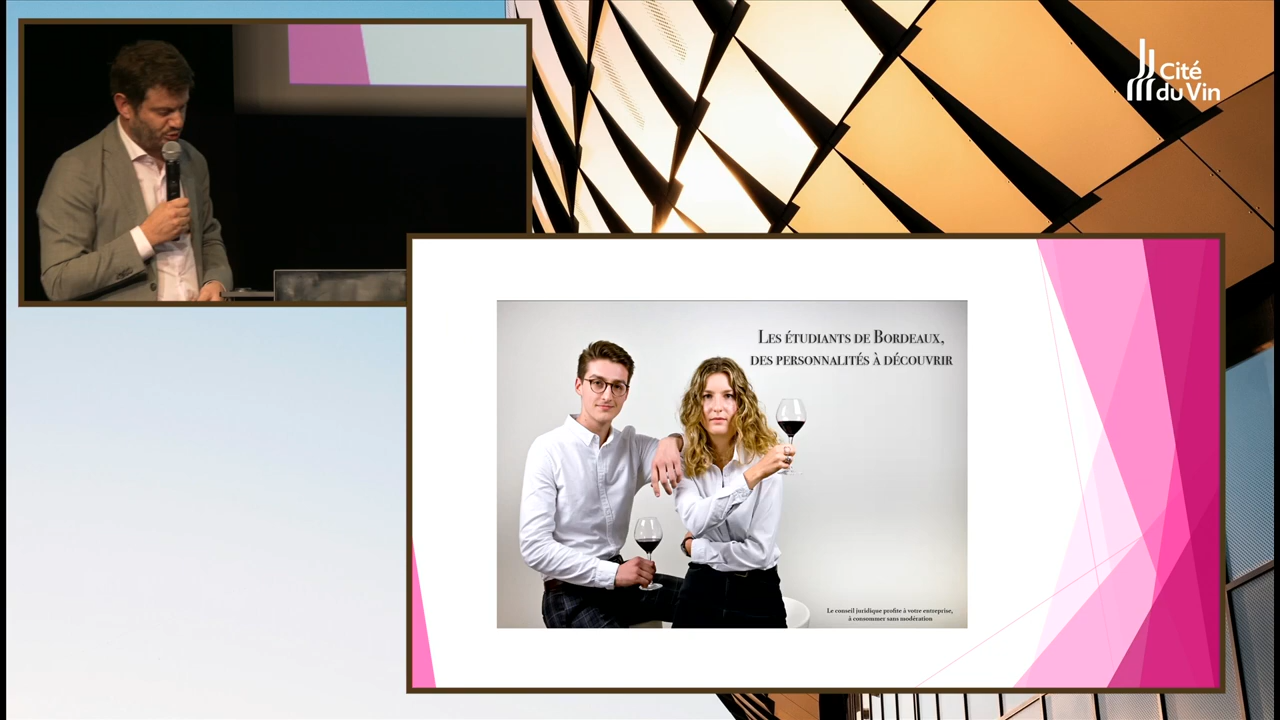 Cité
du Vin
Les étudiants de Bordeaux,
des personnalités à découvrir
Le conseil juridique profite à votre entreprise,
à consommer sans modération